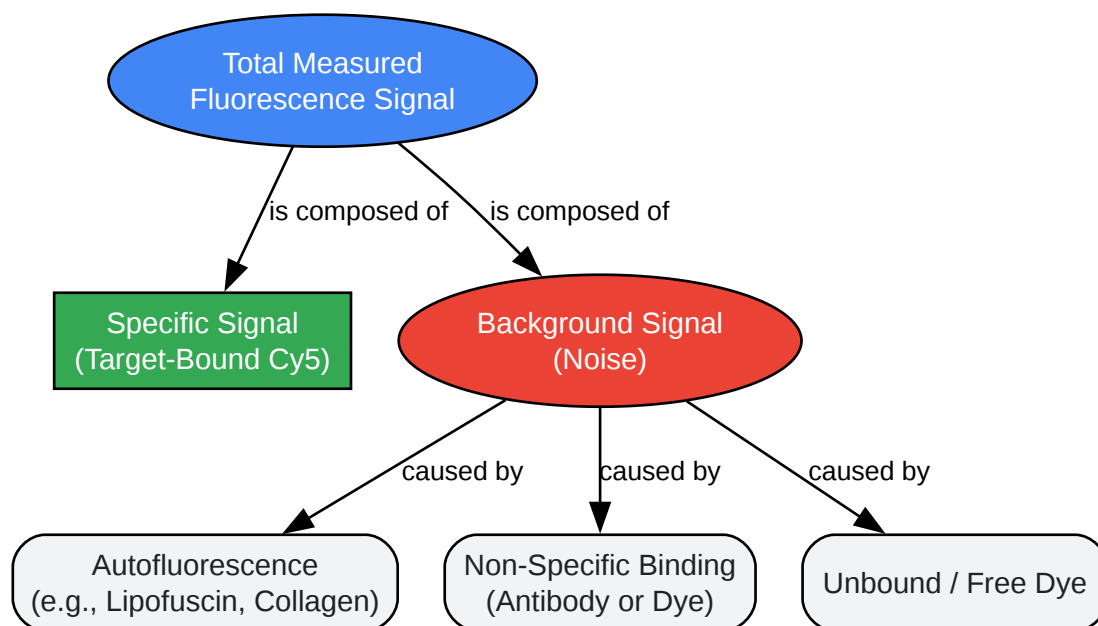 Total Measured
Fluorescence Signal
is composed of
is composed of
Specific Signal
(Target-Bound Cy5)
Background Signal
(Noise)
caused by
caused by
caused by
Autofluorescence
(e.g., Lipofuscin, Collagen)
Non-Specific Binding
(Antibody or Dye)
Unbound / Free Dye